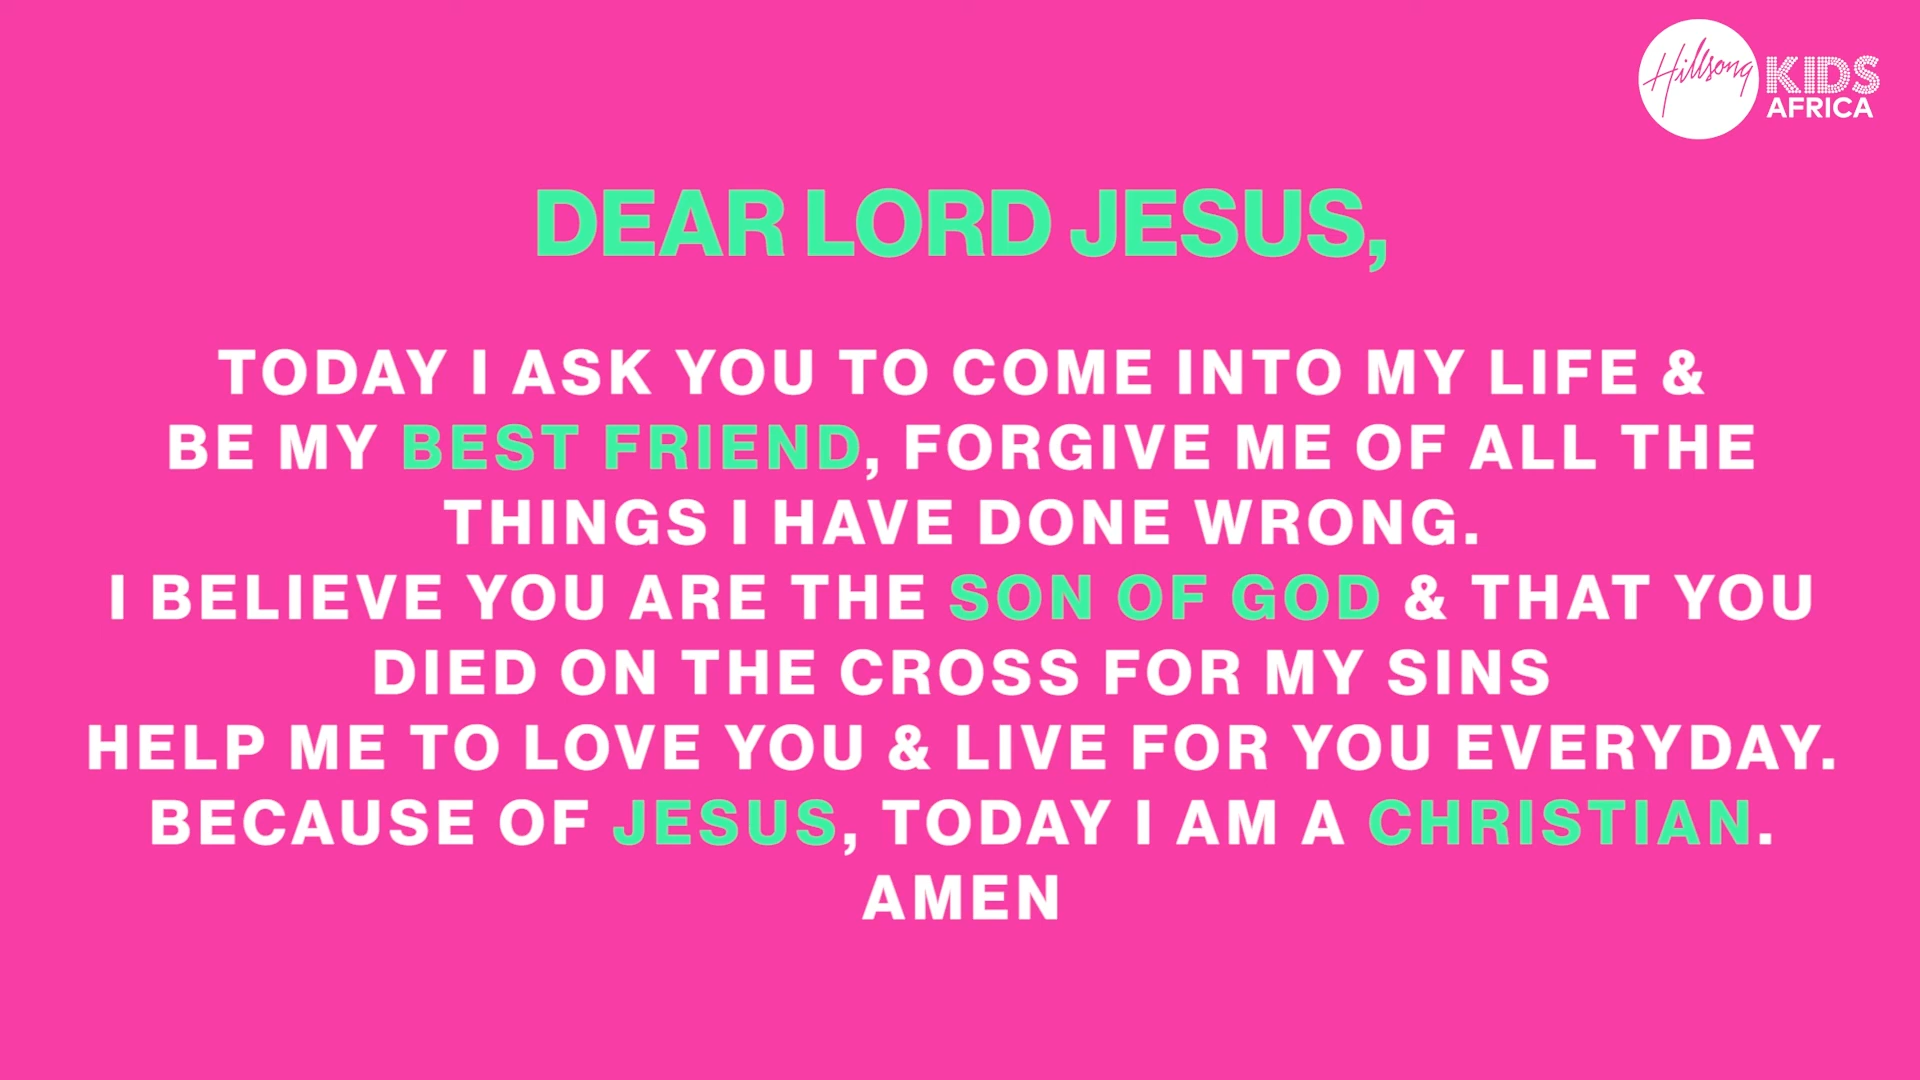 Hillsong KIDS
AFRICA
DEAR LORD JESUS,
TODAY I ASK YOU TO COME INTO MY LIFE &
BE MY BEST FRIEND, FORGIVE ME OF ALL THE
THINGS I HAVE DONE WRONG.
I BELIEVE YOU ARE THE SON OF GOD & THAT YOU
DIED ON THE CROSS FOR MY SINS
HELP ME TO LOVE YOU & LIVE FOR YOU EVERYDAY.
BECAUSE OF JESUS, TODAY I AM A CHRISTIAN.
AMEN